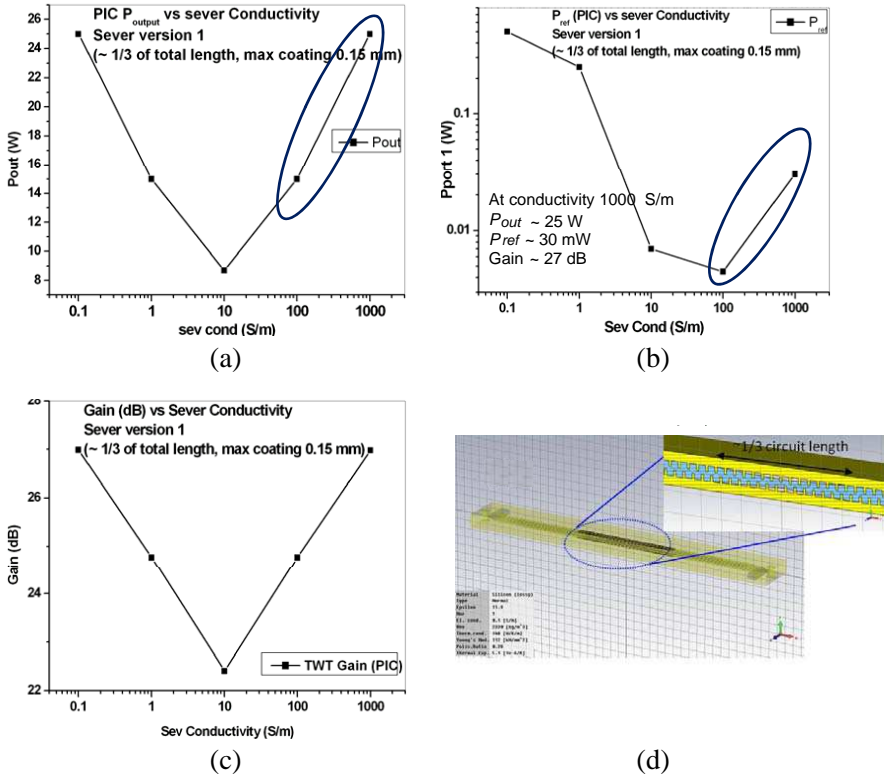 PIC Poutput vs sever Conductivity
Sever version 1
(~ 1/3 of total length, max coating 0.15 mm)
26
24
22
20
18
16
14
12
10
8
Pout (W)
Pout
0.1 1 10 100 1000
sev cond (S/m)
(a)
Pref (PIC) vs sever Conductivity
Sever version 1
(~ 1/3 of total length, max coating 0.15 mm)
Pref
0.1
0.01
Pport 1 (W)
At conductivity 1000 S/m
Pout ~ 25 W
Pref ~ 30 mW
Gain ~ 27 dB
0.1 1 10 100 1000
Sev Cond (S/m)
(b)
Gain (dB) vs Sever Conductivity
Sever version 1
(~ 1/3 of total length, max coating 0.15 mm)
28
26
24
22
Gain (dB)
TWT Gain (PIC)
0.1 1 10 100 1000
Sev Conductivity (S/m)
(c)
~1/3 circuit length
Material
Type Normal
Epsilon
(d)